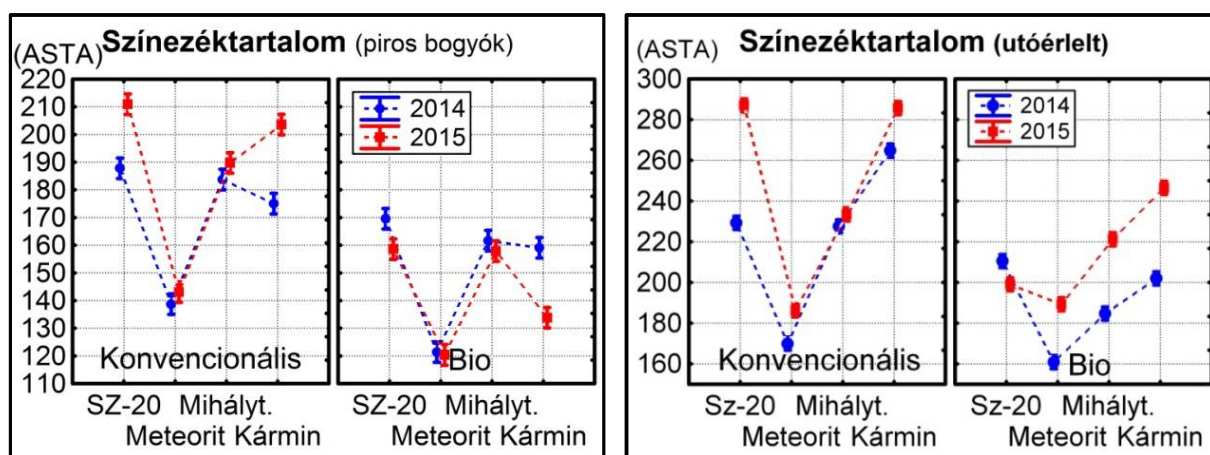 (ASTA) Színezéktartalom (piros bogyók)
220
210
200
190
180
170
160
150
140
130
120
110
2014
2015
Konvencionális
Bio
SZ-20 Mihályt.
Meteorit Kármin
SZ-20 Mihályt.
Meteorit Kármin
(ASTA) Színezéktartalom (utóérlelt)
300
280
260
240
220
200
180
160
2014
2015
Konvencionális
Bio
Sz-20 Mihályt.
Meteorit Kármin
Sz-20 Mihályt.
Meteorit Kármin